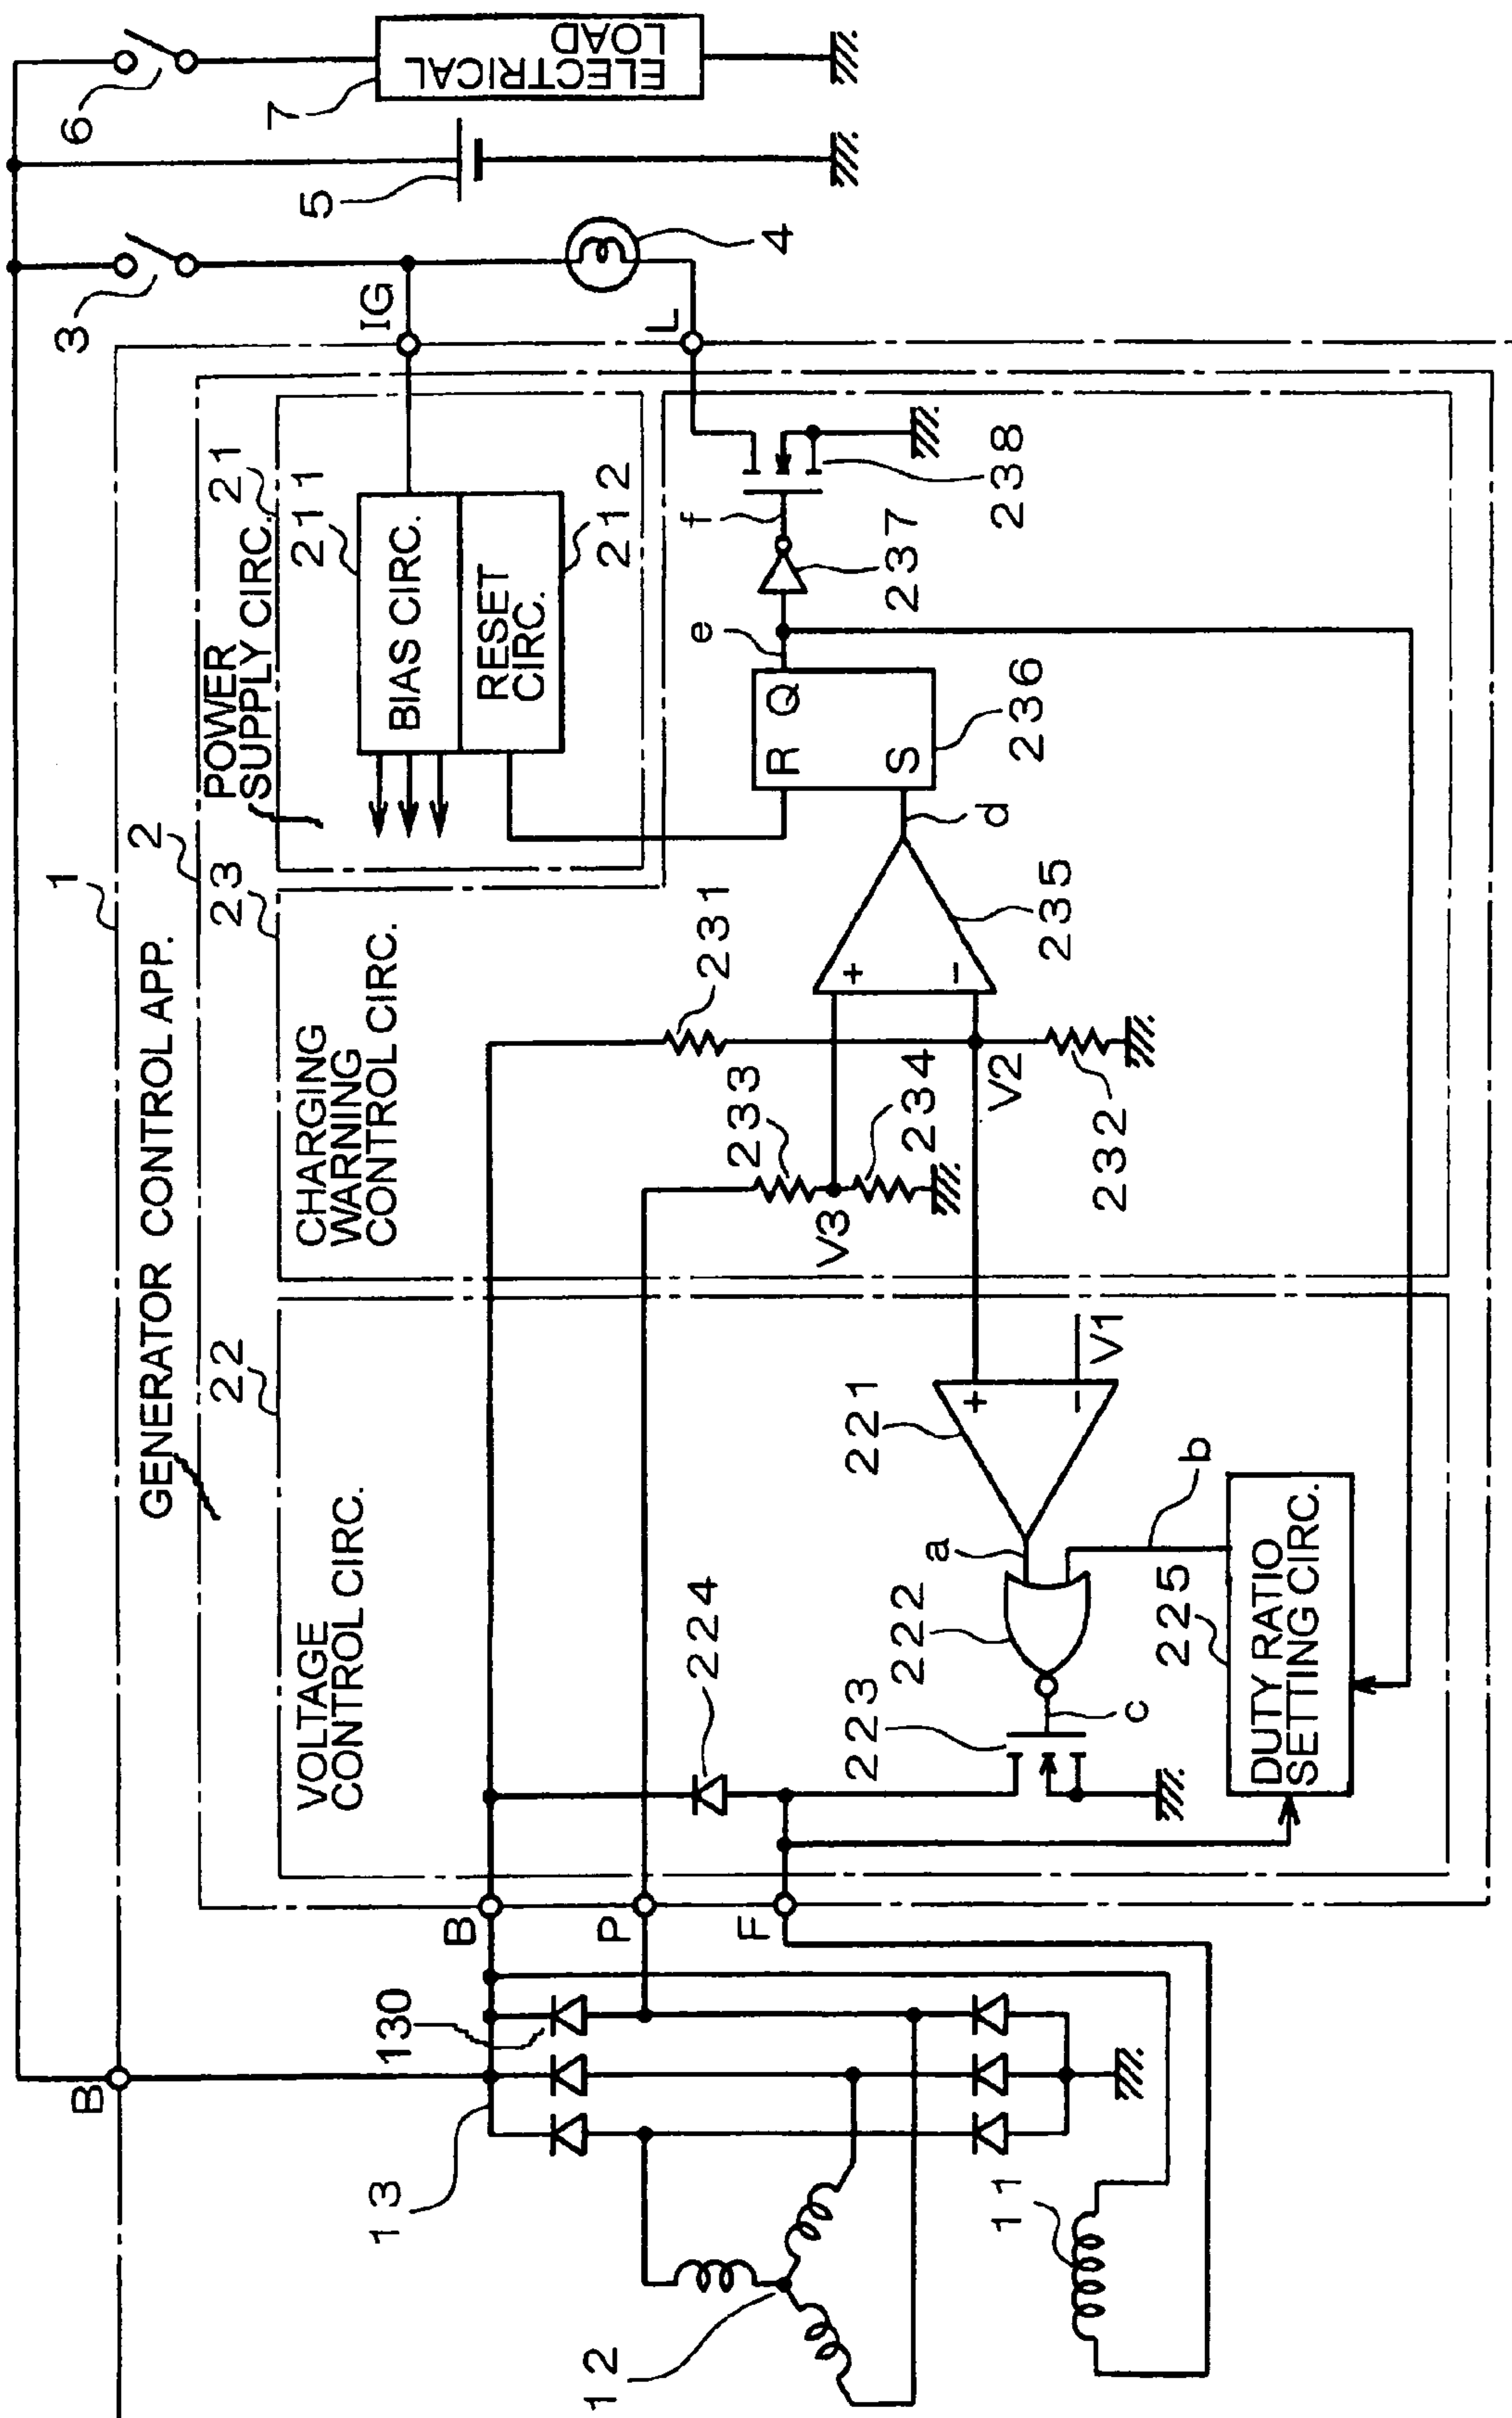 1
GENERATOR CONTROL APP.
2
22
23
POWER
SUPPLY CIRC.
21
VOLTAGE
CONTROL CIRC.
CHARGING
WARNING
CONTROL CIRC.
211
BIAS CIRC.
RESET
CIRC.
212
B
3
6
7
ELECTRICAL
LOAD
5
4
IG
L
13
130
B
P
F
12
11
224
223
222
221
a
b
c
+
-
V1
225
DUTY RATIO
SETTING CIRC.
231
233
234
V3
V2
232
+
-
235
d
R
Q
S
236
e
237
f
238